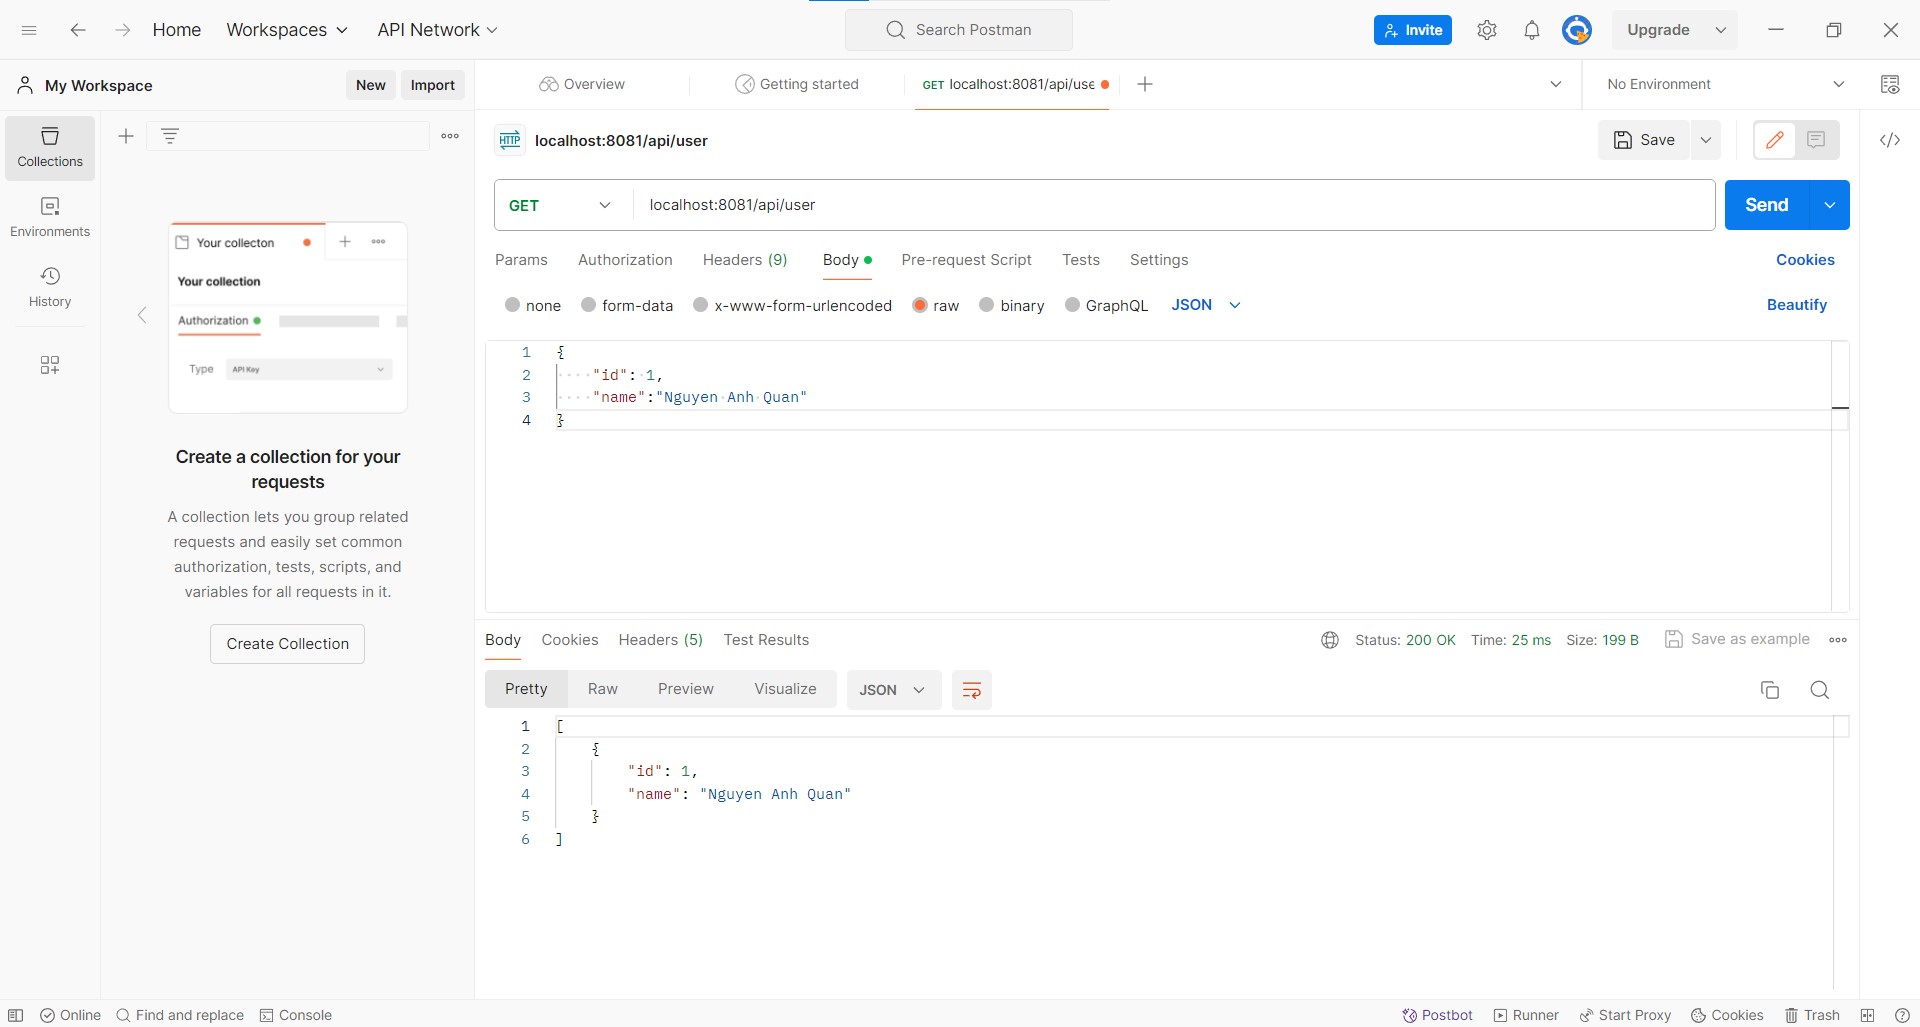 Home Workspaces API Network Search Postman Invite Upgrade
My Workspace New Import Overview Getting started GET localhost:8081/api/use No Environment
Collections
Environments
History
Your collecton
Your collection
Authorization
Type API Key
Create a collection for your
requests
A collection lets you group related
requests and easily set common
authorization, tests, scripts, and
variables for all requests in it.
Create Collection
HTTP localhost:8081/api/user Save
GET localhost:8081/api/user Send
Params Authorization Headers (9) Body Pre-request Script Tests Settings Cookies
none form-data x-www-form-urlencoded raw binary GraphQL JSON Beautify
1 {
2 "id": 1,
3 "name":"Nguyen Anh Quan"
4 }
Body Cookies Headers (5) Test Results Status: 200 OK Time: 25 ms Size: 199 B Save as example
Pretty Raw Preview Visualize JSON
1 [
2 {
3 "id": 1,
4 "name": "Nguyen Anh Quan"
5 }
6 ]
Online Find and replace Console Postbot Runner Start Proxy Cookies Trash